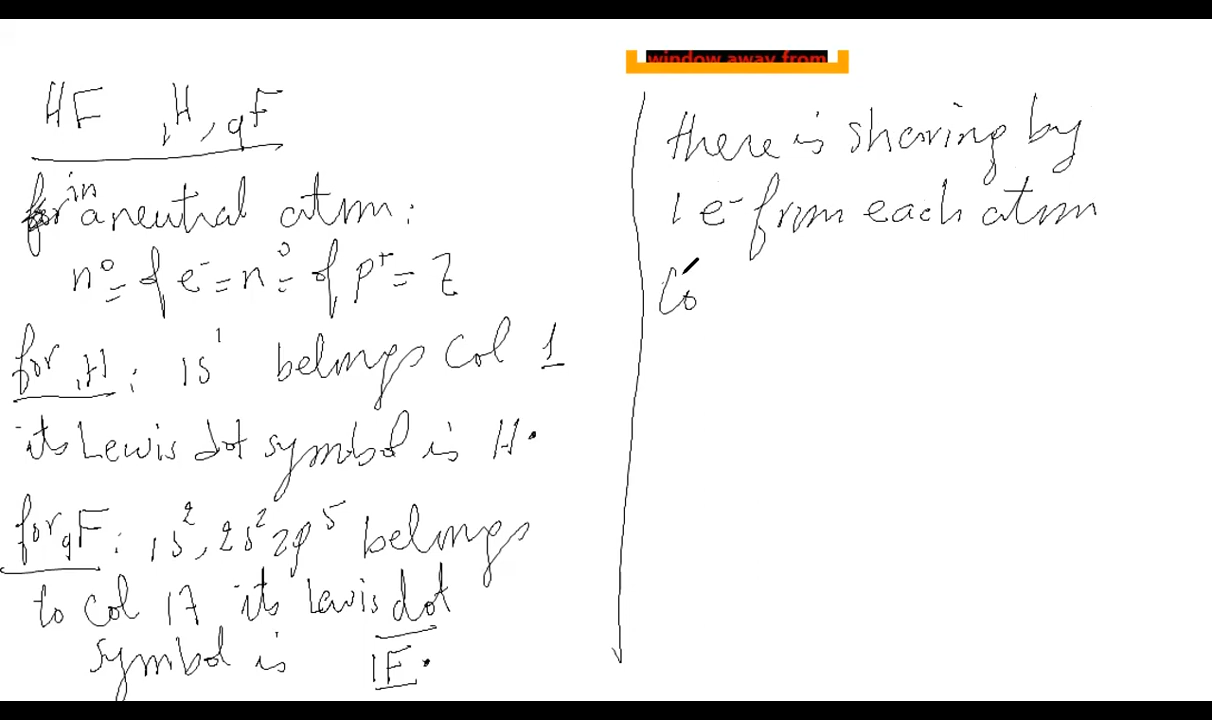 window away from
HF ₁H, ₉F
for in a neutral atom:
nº of e⁻ = nº of p⁺ = Z
for ₁H: 1s¹ belongs Col 1
its Lewis dot symbol is H•
for ₉F: 1s², 2s² 2p⁵ belongs
to col 17 its Lewis dot
symbol is |F•
there is sharing by
1 e⁻ from each atom
Co